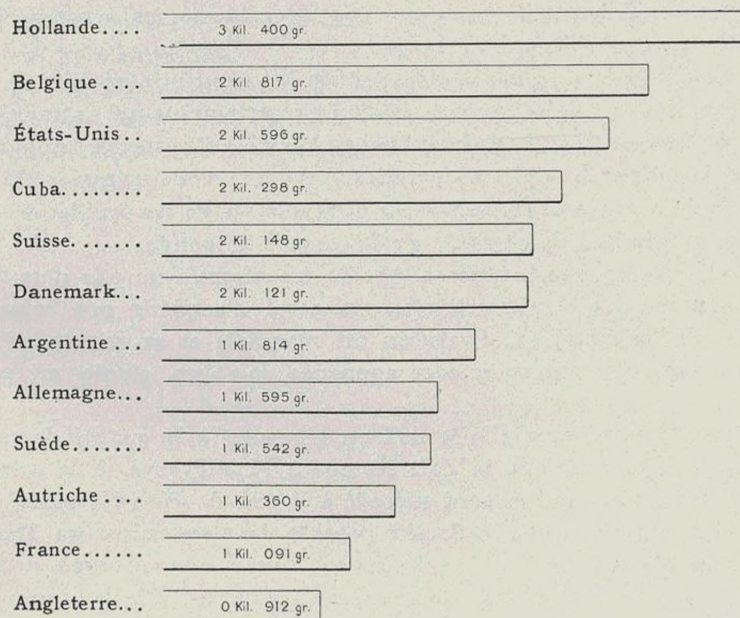 Hollande.... 3 Kil. 400 gr.
Belgique.... 2 Kil. 817 gr.
États-Unis.. 2 Kil. 596 gr.
Cuba........ 2 Kil. 298 gr.
Suisse....... 2 Kil. 148 gr.
Danemark... 2 Kil. 121 gr.
Argentine ... 1 Kil. 814 gr.
Allemagne... 1 Kil. 595 gr.
Suède....... 1 Kil. 542 gr.
Autriche .... 1 Kil. 360 gr.
France...... 1 Kil. 091 gr.
Angleterre... 0 Kil. 912 gr.